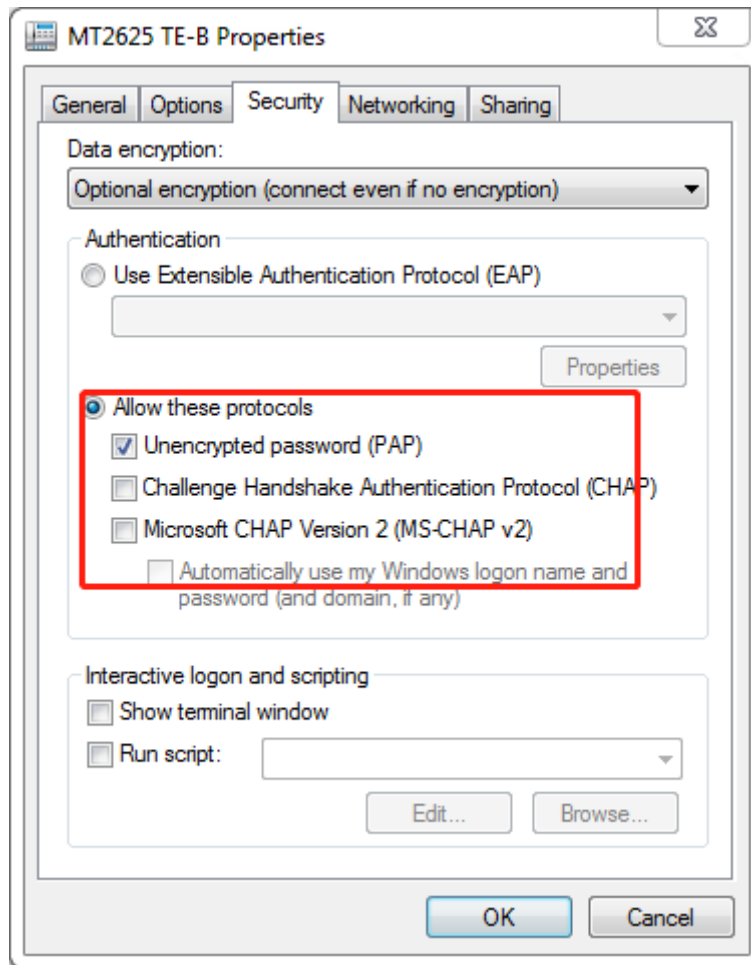 MT2625 TE-B Properties
General Options Security Networking Sharing
Data encryption:
Optional encryption (connect even if no encryption)
Authentication
Use Extensible Authentication Protocol (EAP)
Properties
Allow these protocols
Unencrypted password (PAP)
Challenge Handshake Authentication Protocol (CHAP)
Microsoft CHAP Version 2 (MS-CHAP v2)
Automatically use my Windows logon name and
password (and domain, if any)
Interactive logon and scripting
Show terminal window
Run script:
Edit... Browse...
OK Cancel